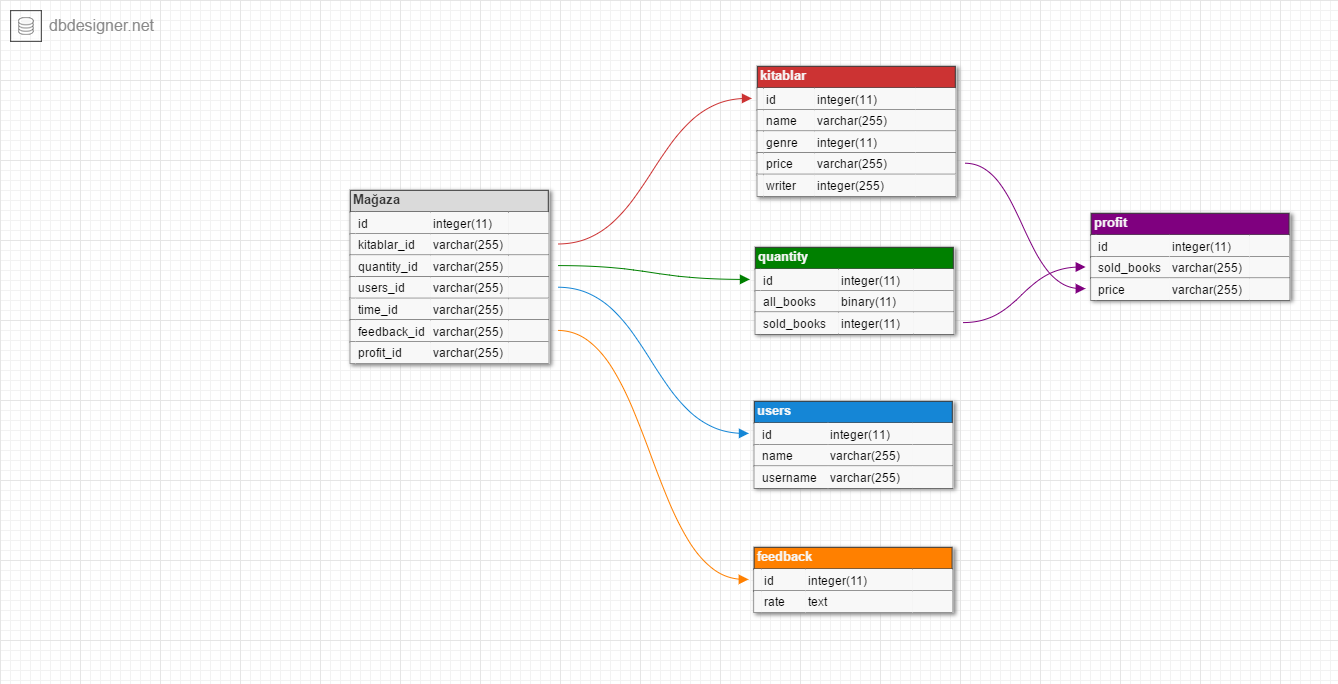 dbdesigner.net
Mağaza
id integer(11)
kitablar_id varchar(255)
quantity_id varchar(255)
users_id varchar(255)
time_id varchar(255)
feedback_id varchar(255)
profit_id varchar(255)
kitablar
id integer(11)
name varchar(255)
genre integer(11)
price varchar(255)
writer integer(255)
quantity
id integer(11)
all_books binary(11)
sold_books integer(11)
users
id integer(11)
name varchar(255)
username varchar(255)
feedback
id integer(11)
rate text
profit
id integer(11)
sold_books varchar(255)
price varchar(255)